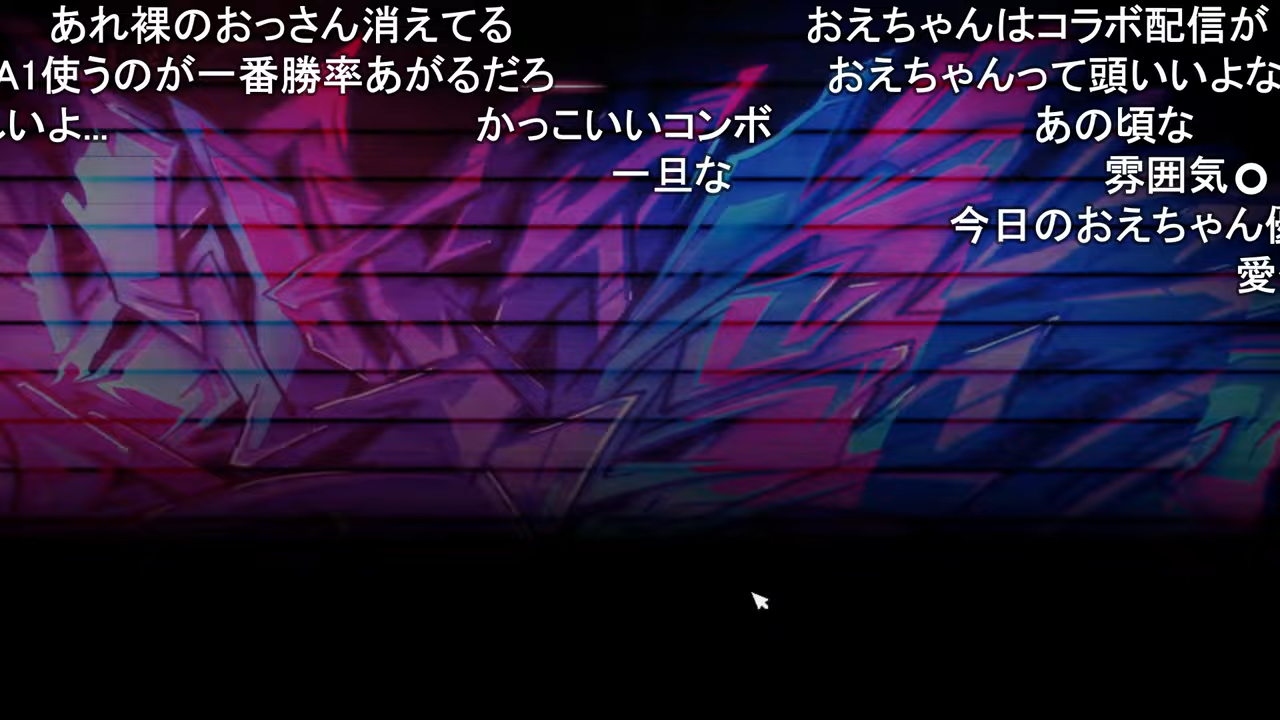 あれ裸のおっさん消えてる
おえちゃんはコラボ配信が
A1使うのが一番勝率あがるだろ
おえちゃんって頭いいよな
いよ...
かっこいいコンボ
あの頃な
一旦な
雰囲気o
今日のおえちゃん優
愛